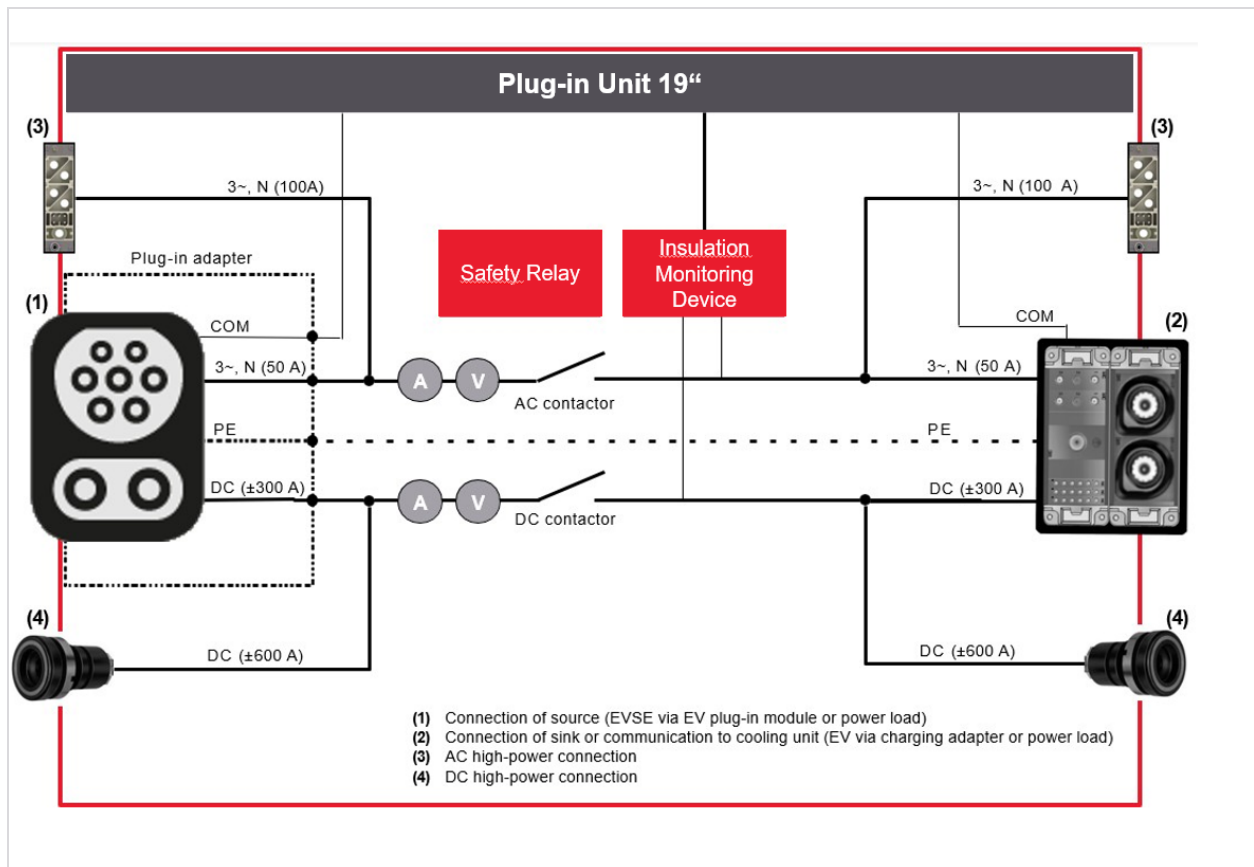 Plug-in Unit 19“
(3)
(3)
3~, N (100A)
3~, N (100 A)
Safety Relay
Insulation
Monitoring
Device
Plug-in adapter
(1)
(2)
COM
COM
3~, N (50 A)
3~, N (50 A)
A
V
AC contactor
PE
PE
DC (±300 A)
DC (±300 A)
A
V
DC contactor
(4)
(4)
DC (±600 A)
DC (±600 A)
(1) Connection of source (EVSE via EV plug-in module or power load)
(2) Connection of sink or communication to cooling unit (EV via charging adapter or power load)
(3) AC high-power connection
(4) DC high-power connection